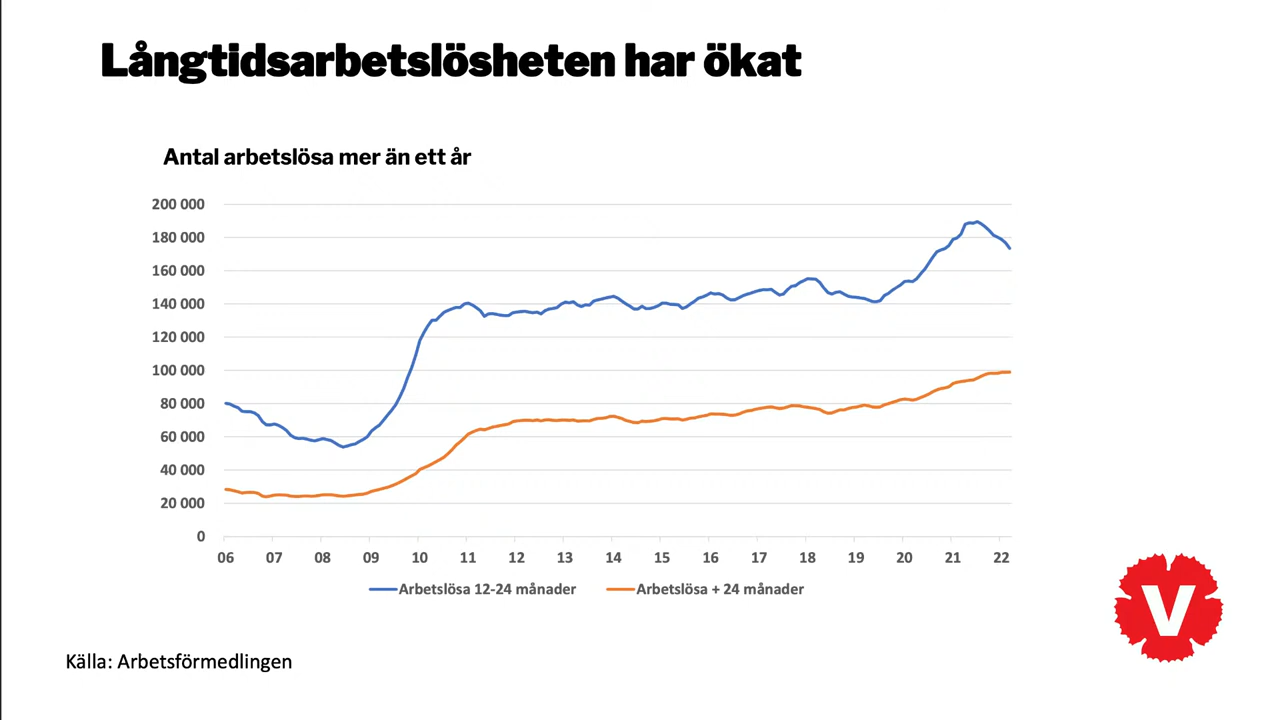 Långtidsarbetslösheten har ökat
Antal arbetslösa mer än ett år
200 000
180 000
160 000
140 000
120 000
100 000
80 000
60 000
40 000
20 000
0
06 07 08 09 10 11 12 13 14 15 16 17 18 19 20 21 22
Arbetslösa 12-24 månader Arbetslösa + 24 månader
V
Källa: Arbetsförmedlingen